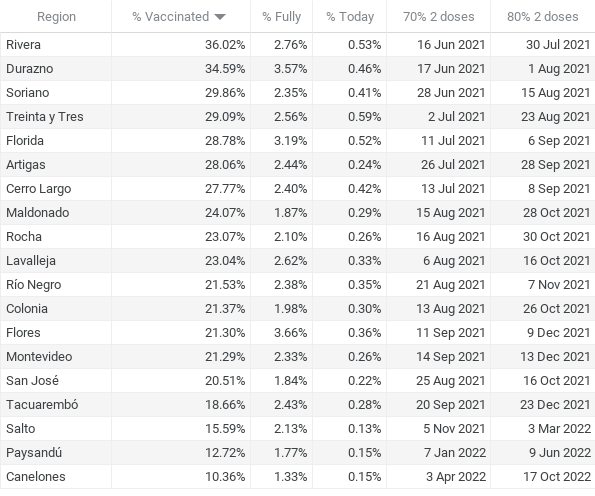 Region % Vaccinated % Fully % Today 70% 2 doses 80% 2 doses
Rivera 36.02% 2.76% 0.53% 16 Jun 2021 30 Jul 2021
Durazno 34.59% 3.57% 0.46% 17 Jun 2021 1 Aug 2021
Soriano 29.86% 2.35% 0.41% 28 Jun 2021 15 Aug 2021
Treinta y Tres 29.09% 2.56% 0.59% 2 Jul 2021 23 Aug 2021
Florida 28.78% 3.19% 0.52% 11 Jul 2021 6 Sep 2021
Artigas 28.06% 2.44% 0.24% 26 Jul 2021 28 Sep 2021
Cerro Largo 27.77% 2.40% 0.42% 13 Jul 2021 8 Sep 2021
Maldonado 24.07% 1.87% 0.29% 15 Aug 2021 28 Oct 2021
Rocha 23.07% 2.10% 0.26% 16 Aug 2021 30 Oct 2021
Lavalleja 23.04% 2.62% 0.33% 6 Aug 2021 16 Oct 2021
Río Negro 21.53% 2.38% 0.35% 21 Aug 2021 7 Nov 2021
Colonia 21.37% 1.98% 0.30% 13 Aug 2021 26 Oct 2021
Flores 21.30% 3.66% 0.36% 11 Sep 2021 9 Dec 2021
Montevideo 21.29% 2.33% 0.26% 14 Sep 2021 13 Dec 2021
San José 20.51% 1.84% 0.22% 25 Aug 2021 16 Oct 2021
Tacuarembó 18.66% 2.43% 0.28% 20 Sep 2021 23 Dec 2021
Salto 15.59% 2.13% 0.13% 5 Nov 2021 3 Mar 2022
Paysandú 12.72% 1.77% 0.15% 7 Jan 2022 9 Jun 2022
Canelones 10.36% 1.33% 0.15% 3 Apr 2022 17 Oct 2022